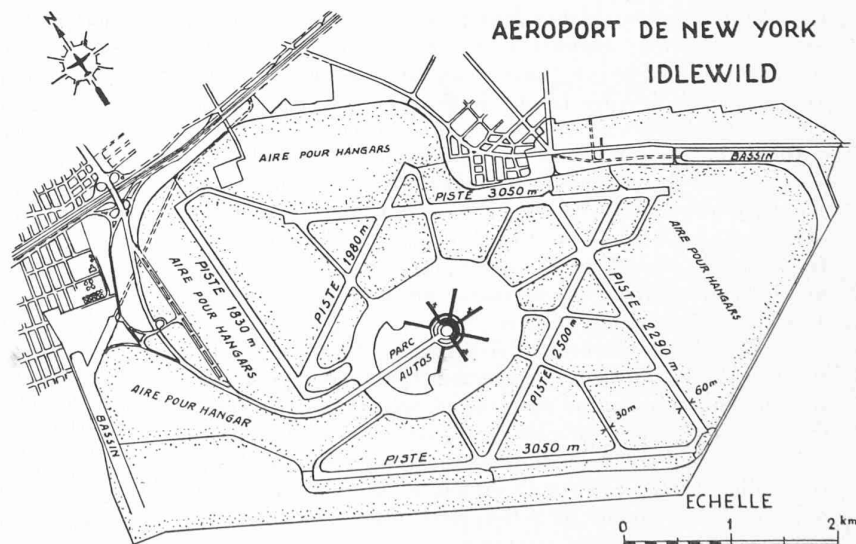 AEROPORT DE NEW YORK
IDLEWILD
N
AIRE POUR HANGARS
BASSIN
PISTE 3050 m
PISTE 1980 m
PISTE 1830 m
AIRE POUR HANGARS
AIRE POUR HANGARS
PARC
AUTOS
PISTE 2500 m
PISTE 2290 m
60m
30m
AIRE POUR HANGAR
BASSIN
PISTE 3050 m
ECHELLE
0 1 2 km